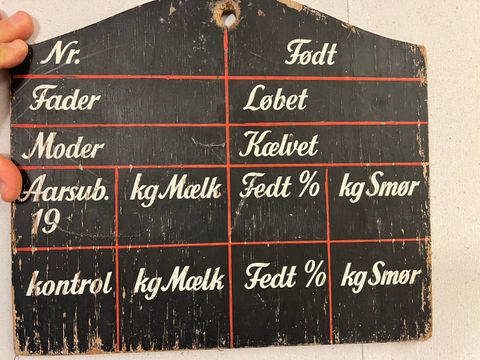 Nr. Født
Fader Løbet
Moder Kælvet
Aarsub. kg Mælk Fedt % kg Smør
19
kontrol kg Mælk Fedt % kg Smør